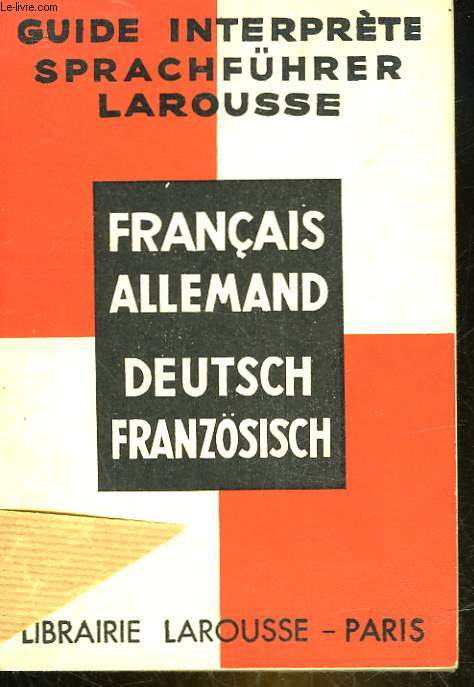 GUIDE INTERPRÈTE
SPRACHFÜHRER
LAROUSSE
FRANÇAIS
ALLEMAND
DEUTSCH
FRANZÖSISCH
LIBRAIRIE LAROUSSE – PARIS
© Le-livre.com